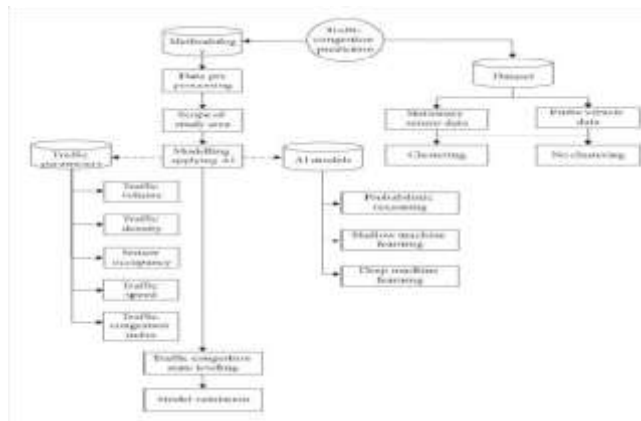 Traffic
congestion
prediction
Methodology
Dataset
Data pre
processing
Scope of
study area
Modelling
applying AI
Stationary
sensor data
Probe vehicle
data
Clustering
No clustering
Traffic
parameters
AI models
Traffic
volume
Traffic
density
Sensor
occupancy
Traffic
speed
Traffic
congestion
index
Probabilistic
reasoning
Shallow machine
learning
Deep machine
learning
Traffic congestion
state levelling
Model validation